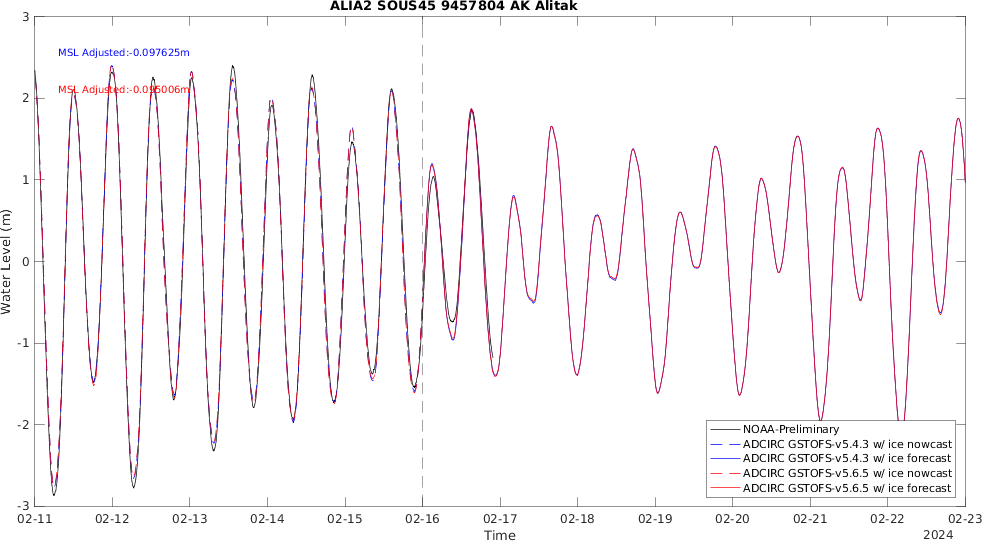 ALIA2 SOUS45 9457804 AK Alitak
3
2
1
0
-1
-2
-3
Water Level (m)
MSL Adjusted:-0.097625m
MSL Adjusted:-0.095006m
NOAA-Preliminary
ADCIRC GSTOFS-v5.4.3 w/ ice nowcast
ADCIRC GSTOFS-v5.4.3 w/ ice forecast
ADCIRC GSTOFS-v5.6.5 w/ ice nowcast
ADCIRC GSTOFS-v5.6.5 w/ ice forecast
02-11 02-12 02-13 02-14 02-15 02-16 02-17 02-18 02-19 02-20 02-21 02-22 02-23
Time
2024